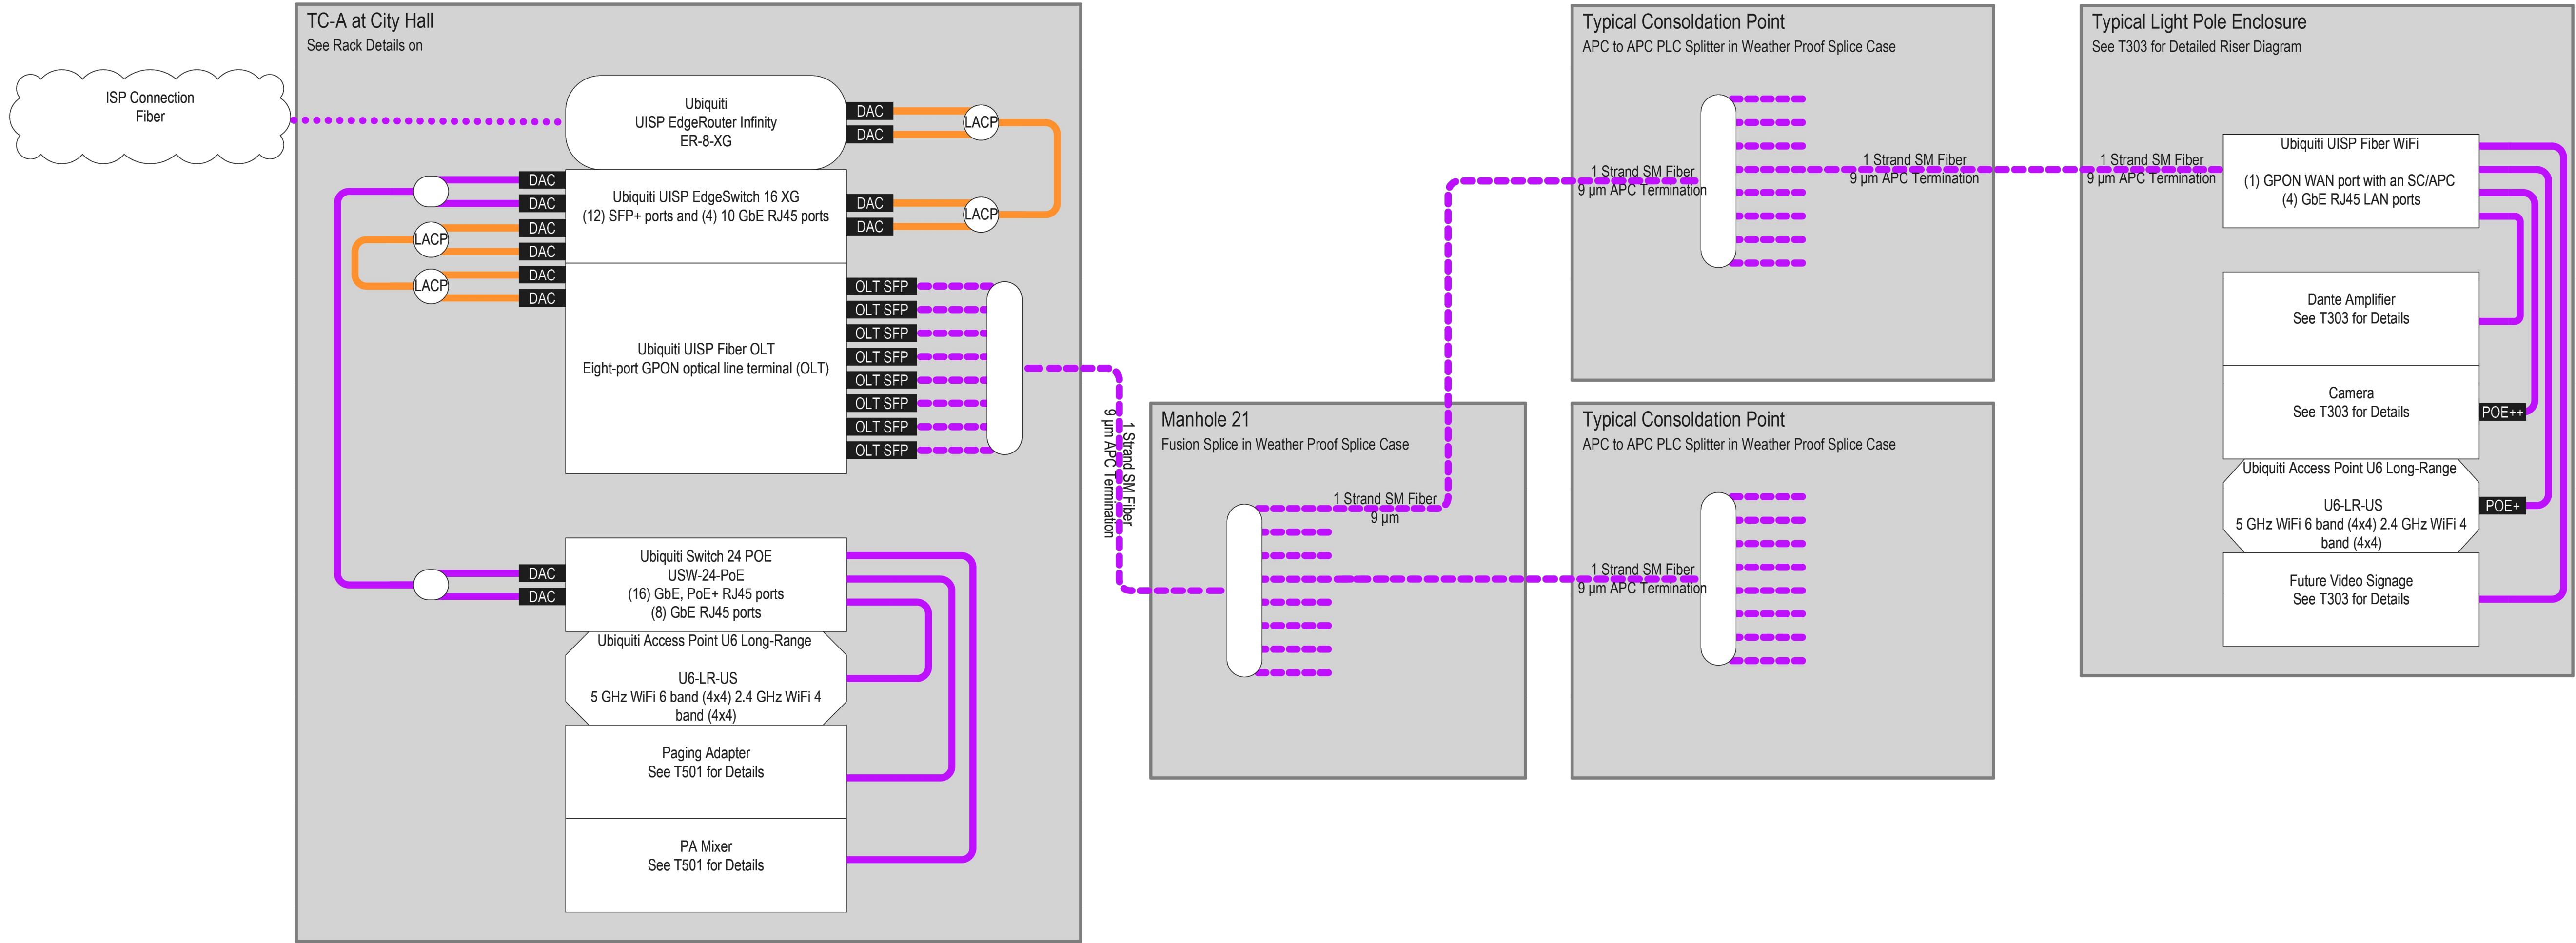 ISP Connection
Fiber
TC-A at City Hall
See Rack Details on
Ubiquiti
UISP EdgeRouter Infinity
ER-8-XG
DAC
DAC
LACP
DAC
DAC
DAC
DAC
DAC
DAC
LACP
LACP
Ubiquiti UISP EdgeSwitch 16 XG
(12) SFP+ ports and (4) 10 GbE RJ45 ports
DAC
DAC
LACP
Ubiquiti UISP Fiber OLT
Eight-port GPON optical line terminal (OLT)
OLT SFP
OLT SFP
OLT SFP
OLT SFP
OLT SFP
OLT SFP
OLT SFP
OLT SFP
DAC
DAC
Ubiquiti Switch 24 POE
USW-24-PoE
(16) GbE, PoE+ RJ45 ports
(8) GbE RJ45 ports
Ubiquiti Access Point U6 Long-Range
U6-LR-US
5 GHz WiFi 6 band (4x4) 2.4 GHz WiFi 4
band (4x4)
Paging Adapter
See T501 for Details
PA Mixer
See T501 for Details
1 Strand SM Fiber
9 µm APC Termination
Manhole 21
Fusion Splice in Weather Proof Splice Case
1 Strand SM Fiber
9 µm
Typical Consoldation Point
APC to APC PLC Splitter in Weather Proof Splice Case
1 Strand SM Fiber
9 µm APC Termination
1 Strand SM Fiber
9 µm APC Termination
Typical Consoldation Point
APC to APC PLC Splitter in Weather Proof Splice Case
1 Strand SM Fiber
9 µm APC Termination
Typical Light Pole Enclosure
See T303 for Detailed Riser Diagram
1 Strand SM Fiber
9 µm APC Termination
Ubiquiti UISP Fiber WiFi
(1) GPON WAN port with an SC/APC
(4) GbE RJ45 LAN ports
Dante Amplifier
See T303 for Details
Camera
See T303 for Details
POE++
Ubiquiti Access Point U6 Long-Range
U6-LR-US
5 GHz WiFi 6 band (4x4) 2.4 GHz WiFi 4
band (4x4)
POE+
Future Video Signage
See T303 for Details